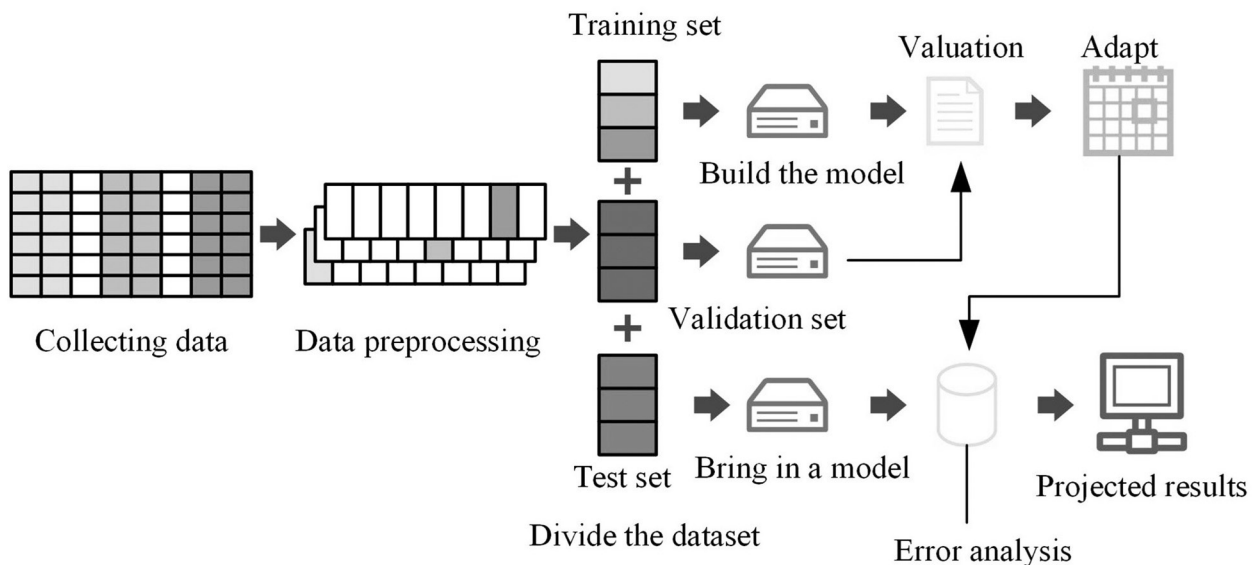 Training set
Valuation
Adapt
Build the model
Collecting data
Data preprocessing
Validation set
Test set
Bring in a model
Projected results
Divide the dataset
Error analysis